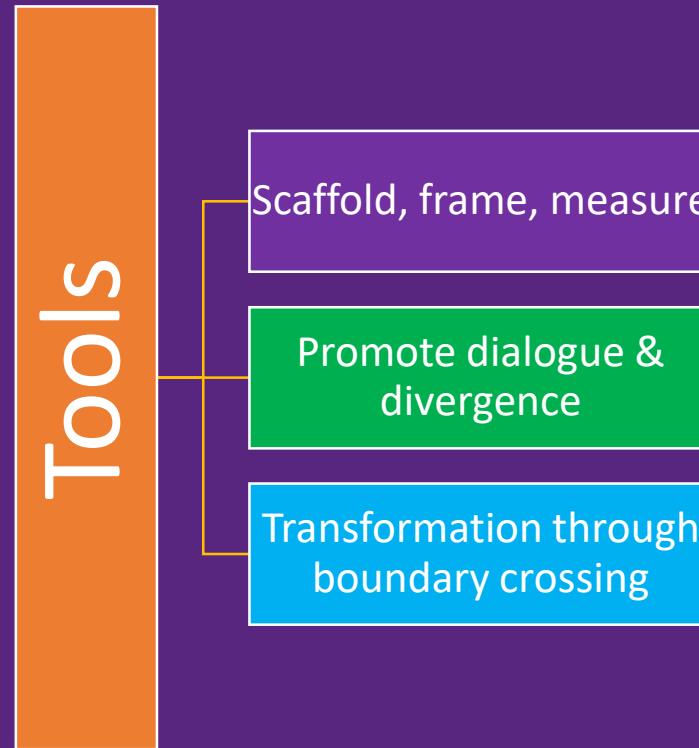 Tools
Scaffold, frame, measure
Promote dialogue &
divergence
Transformation through
boundary crossing